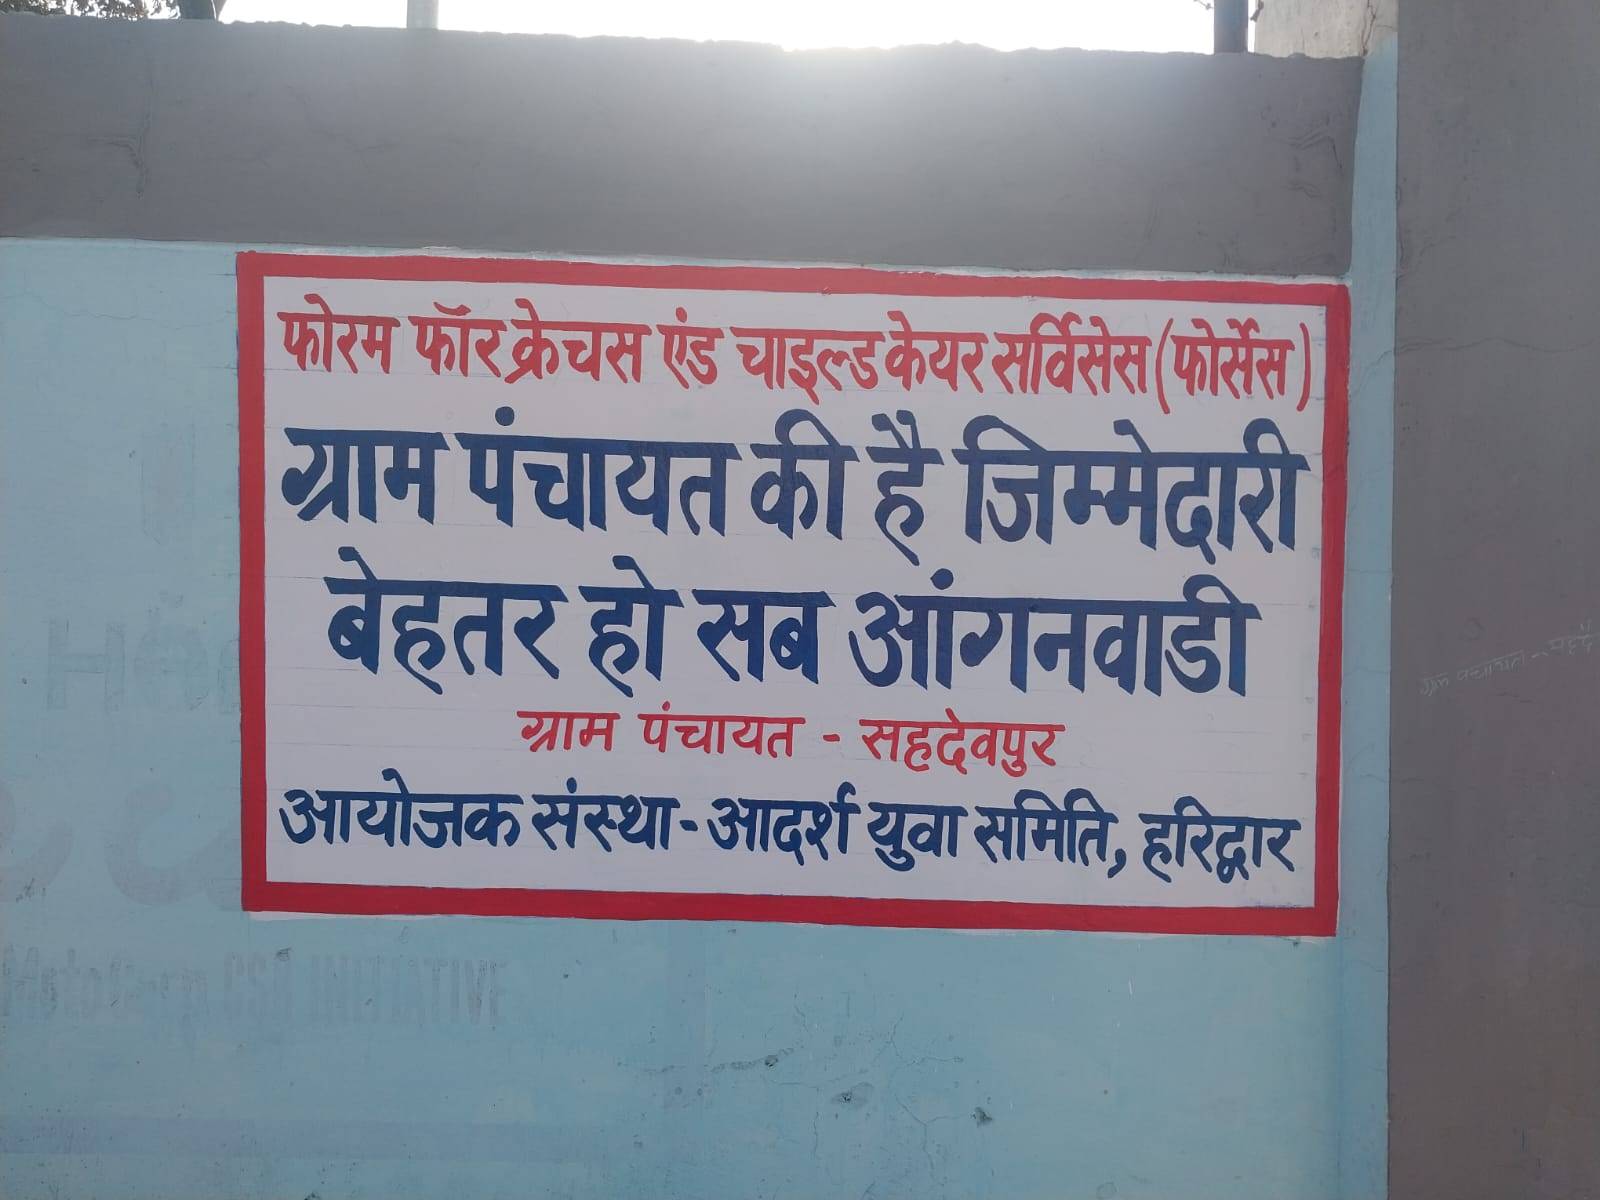 फोरम फॉर क्रेचस एंड चाइल्ड केयर सर्विसेस (फोर्सेस)
ग्राम पंचायत की है जिम्मेदारी
बेहतर हो सब आंगनवाडी
ग्राम पंचायत - सहदेवपुर
आयोजक संस्था - आदर्श युवा समिति, हरिद्वार